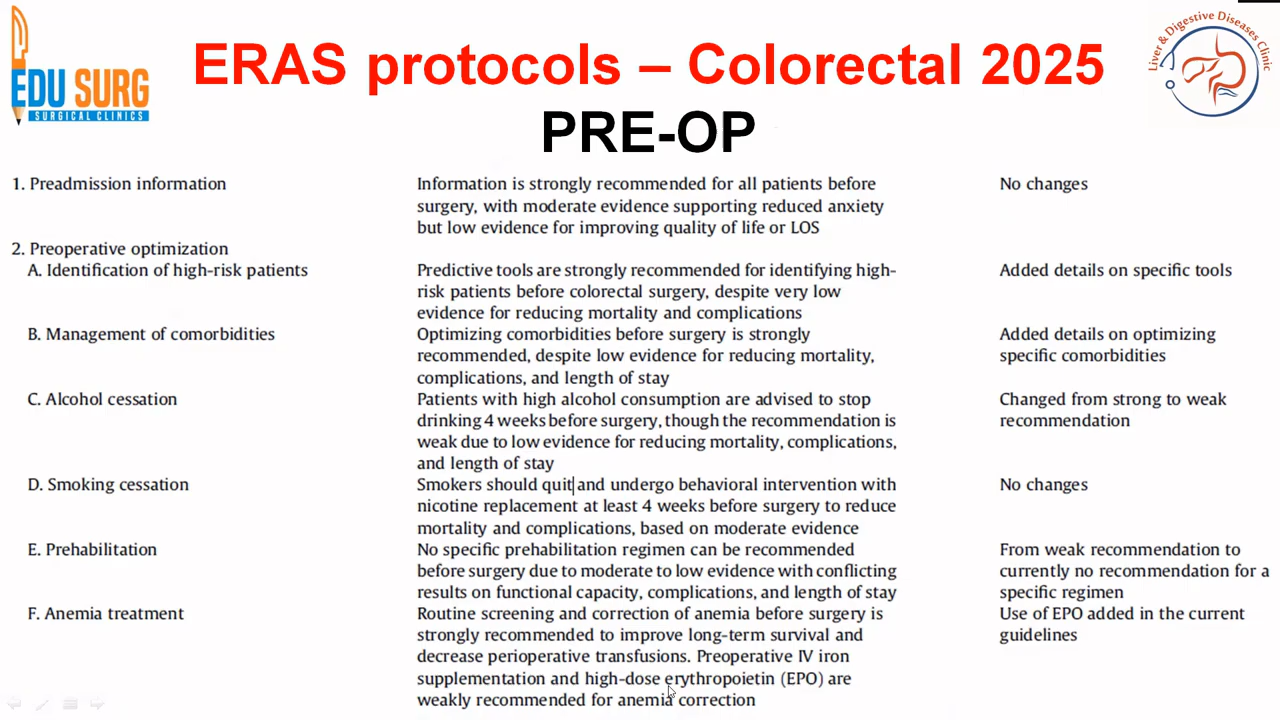 EDU SURG
SURGICAL CLINICS
ERAS protocols – Colorectal 2025
PRE-OP
Liver & Digestive Diseases Clinic
1. Preadmission information
Information is strongly recommended for all patients before
surgery, with moderate evidence supporting reduced anxiety
but low evidence for improving quality of life or LOS
No changes
2. Preoperative optimization
A. Identification of high-risk patients
Predictive tools are strongly recommended for identifying high-
risk patients before colorectal surgery, despite very low
evidence for reducing mortality and complications
Added details on specific tools
B. Management of comorbidities
Optimizing comorbidities before surgery is strongly
recommended, despite low evidence for reducing mortality,
complications, and length of stay
Added details on optimizing
specific comorbidities
C. Alcohol cessation
Patients with high alcohol consumption are advised to stop
drinking 4 weeks before surgery, though the recommendation is
weak due to low evidence for reducing mortality, complications,
and length of stay
Changed from strong to weak
recommendation
D. Smoking cessation
Smokers should quit and undergo behavioral intervention with
nicotine replacement at least 4 weeks before surgery to reduce
mortality and complications, based on moderate evidence
No changes
E. Prehabilitation
No specific prehabilitation regimen can be recommended
before surgery due to moderate to low evidence with conflicting
results on functional capacity, complications, and length of stay
From weak recommendation to
currently no recommendation for a
specific regimen
F. Anemia treatment
Routine screening and correction of anemia before surgery is
strongly recommended to improve long-term survival and
decrease perioperative transfusions. Preoperative IV iron
supplementation and high-dose erythropoietin (EPO) are
weakly recommended for anemia correction
Use of EPO added in the current
guidelines